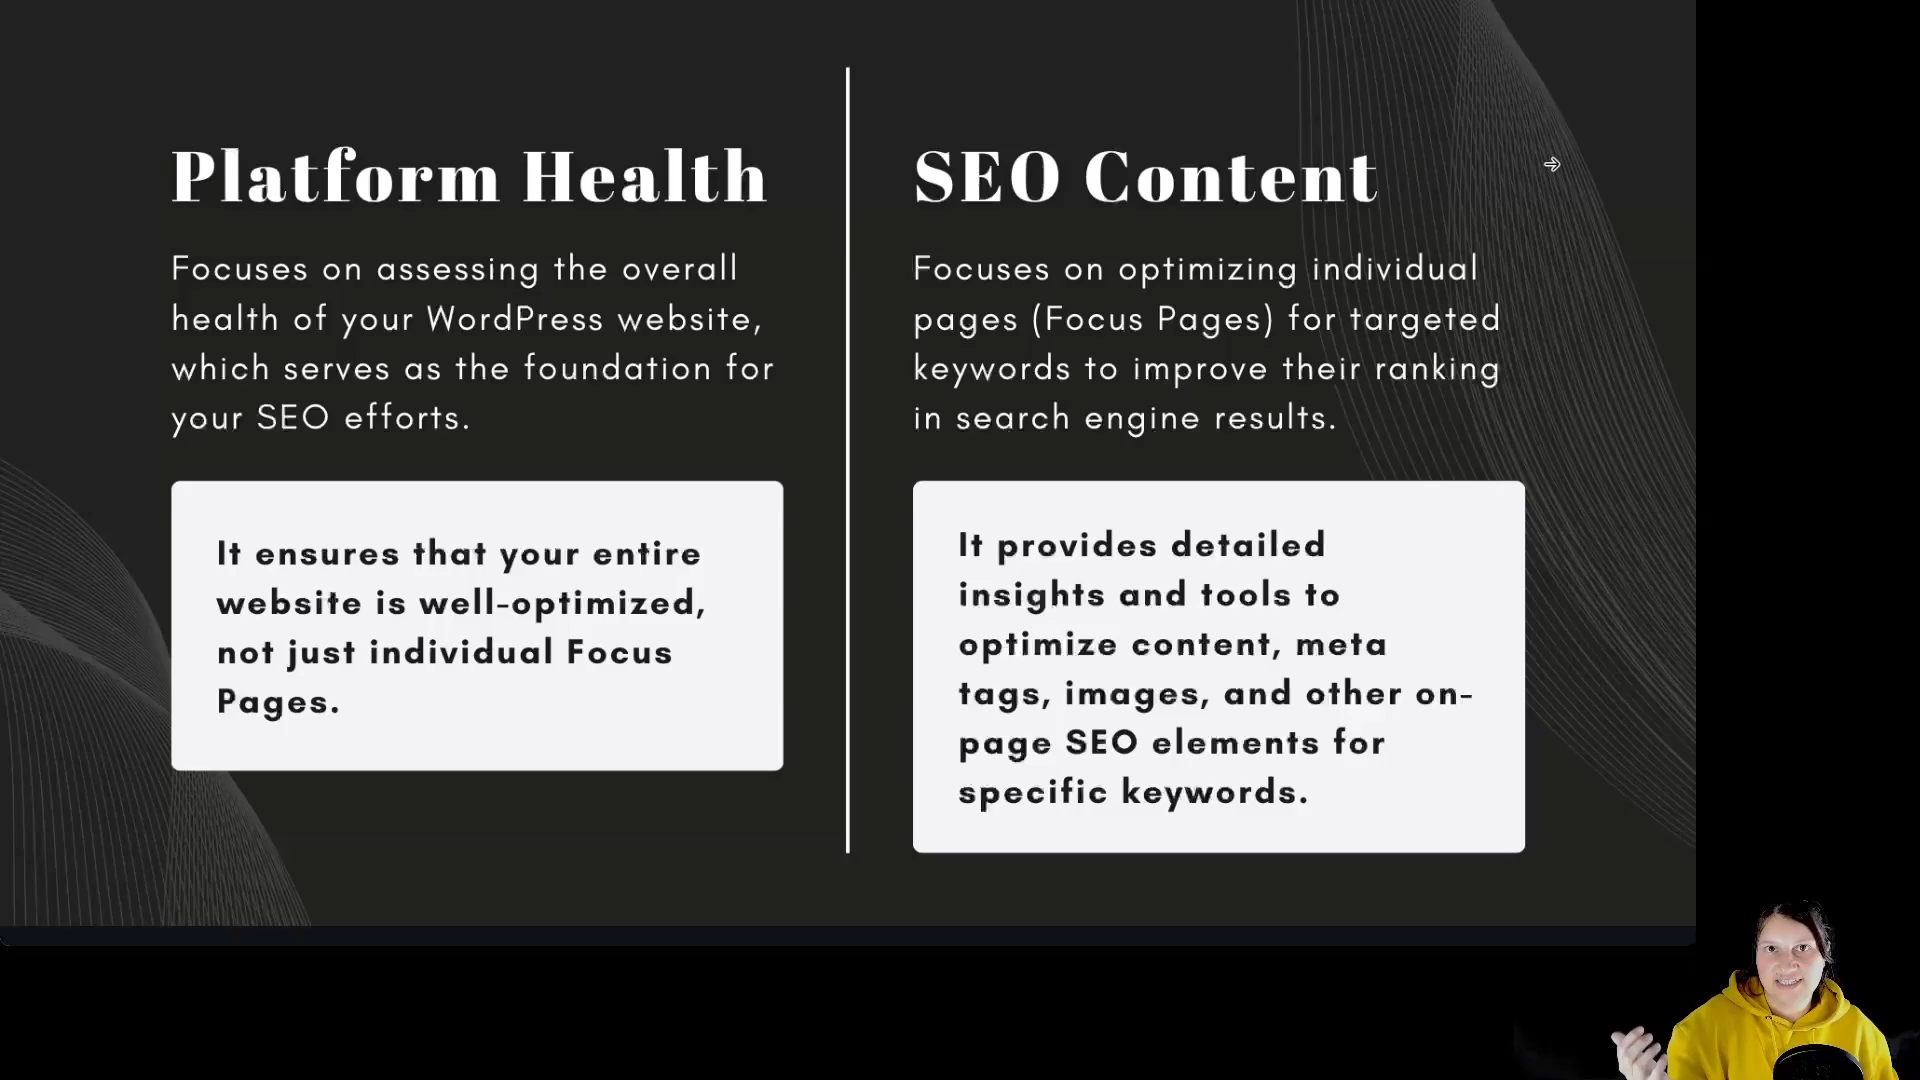 Platform Health
Focuses on assessing the overall
health of your WordPress website,
which serves as the foundation for
your SEO efforts.
It ensures that your entire
website is well-optimized,
not just individual Focus
Pages.
SEO Content
Focuses on optimizing individual
pages (Focus Pages) for targeted
keywords to improve their ranking
in search engine results.
It provides detailed
insights and tools to
optimize content, meta
tags, images, and other on-
page SEO elements for
specific keywords.